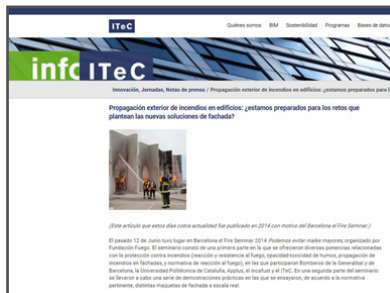 ITeC
Quiénes somos BIM Sostenibilidad Programas Bases de datos
info ITeC
Innovación, Jornadas, Notas de prensa / Propagación exterior de incendios en edificios: ¿estamos preparados para l
Propagación exterior de incendios en edificios: ¿estamos preparados para los retos que
plantean las nuevas soluciones de fachada?
(Este artículo que estos días cobra actualidad fue publicado en 2014 con motivo del Barcelona el Fire Seminar.)
El pasado 12 de Junio tuvo lugar en Barcelona el Fire Seminar 2014 Podemos evitar males mayores, organizado por
Fundación Fuego. El seminario constó de una primera parte en la que se ofrecieron diversas ponencias relacionadas
con la protección contra incendios (reacción y resistencia al fuego, opacidad-toxicidad de humos, propagación de
incendios en fachadas, y normativa de reacción al fuego), en las que participaron Bomberos de la Generalitat y de
Barcelona, la Universidad Politécnica de Cataluña, Applus, el Incafust y el ITeC. En una segunda parte del seminario
se llevaron a cabo una serie de demostraciones prácticas en las que se ensayaron, de acuerdo a la normativa
pertinente, distintas maquetas de fachada a escala real.